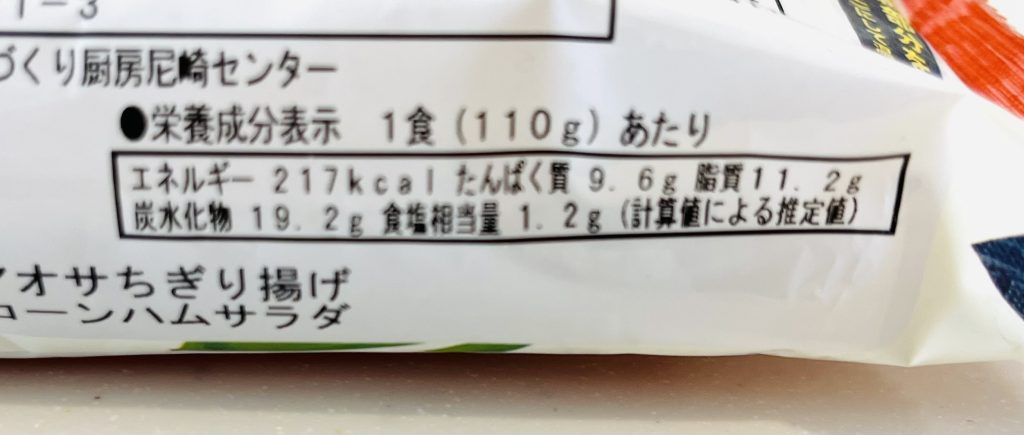 1-3
づくり厨房尼崎センター
●栄養成分表示 1食(110g)あたり
エネルギー 217kcal たんぱく質 9.6g 脂質11.2g
炭水化物 19.2g 食塩相当量 1.2g(計算値による推定値)
アオサちぎり揚げ
コーンハムサラダ